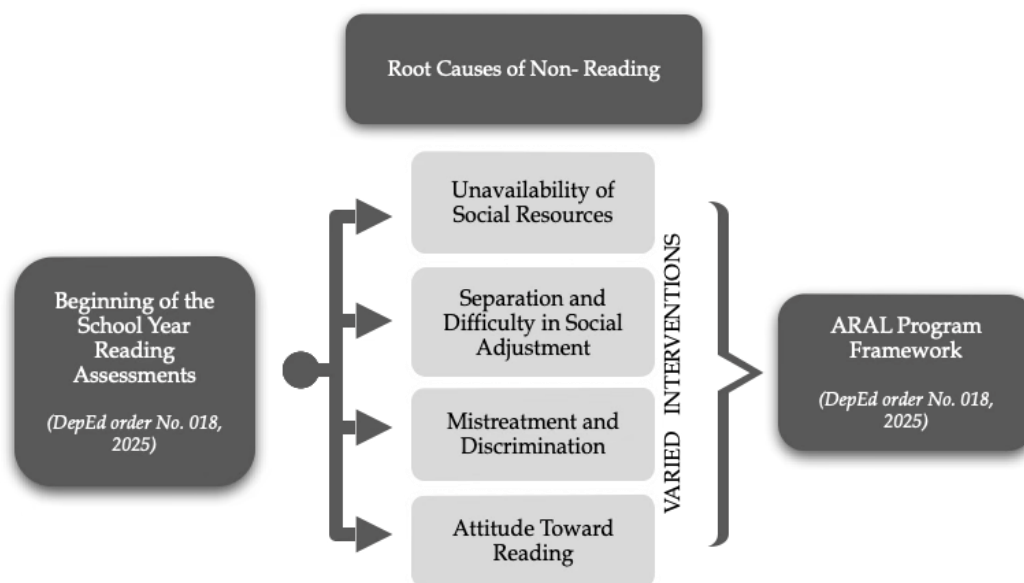 Root Causes of Non- Reading
Beginning of the
School Year
Reading
Assessments
(DepEd order No. 018,
2025)
Unavailability of
Social Resources
Separation and
Difficulty in Social
Adjustment
Mistreatment and
Discrimination
Attitude Toward
Reading
VARIED INTERVENTIONS
ARAL Program
Framework
(DepEd order No. 018,
2025)